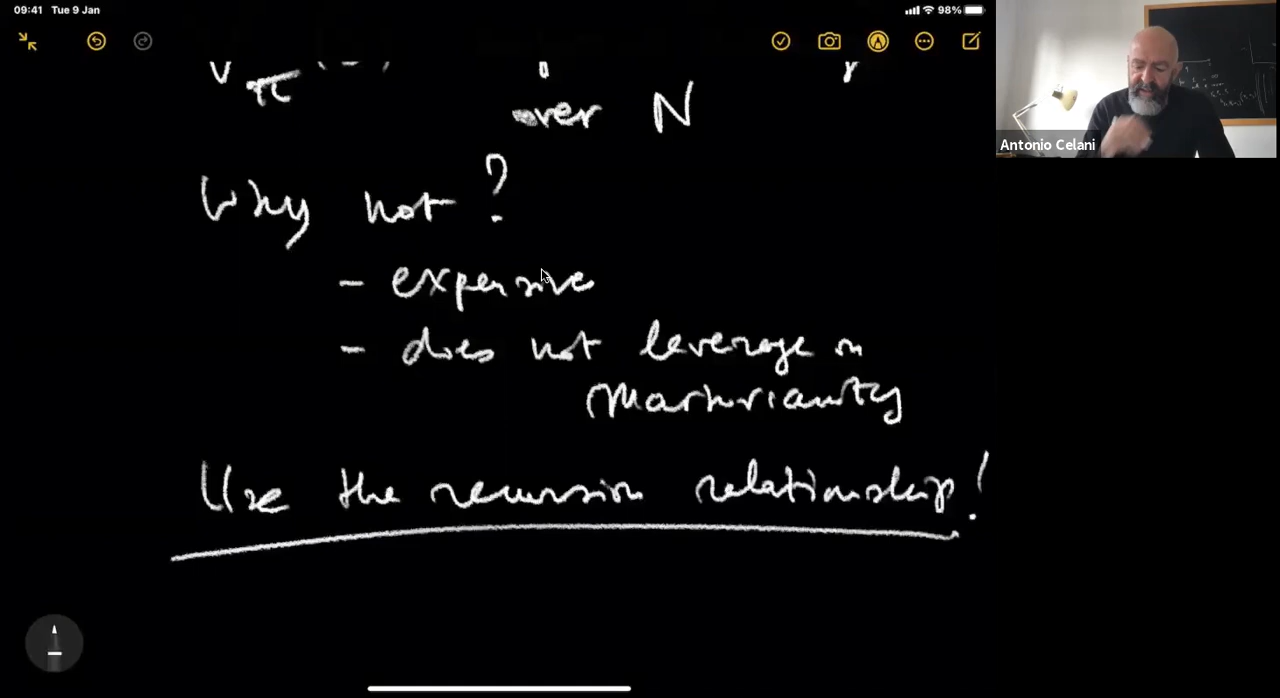 09:41 Tue 9 Jan
98%
Antonio Celani
over N
Why not?
- expensive
- does not leverage on
Markovianity
Use the recursion relationship!